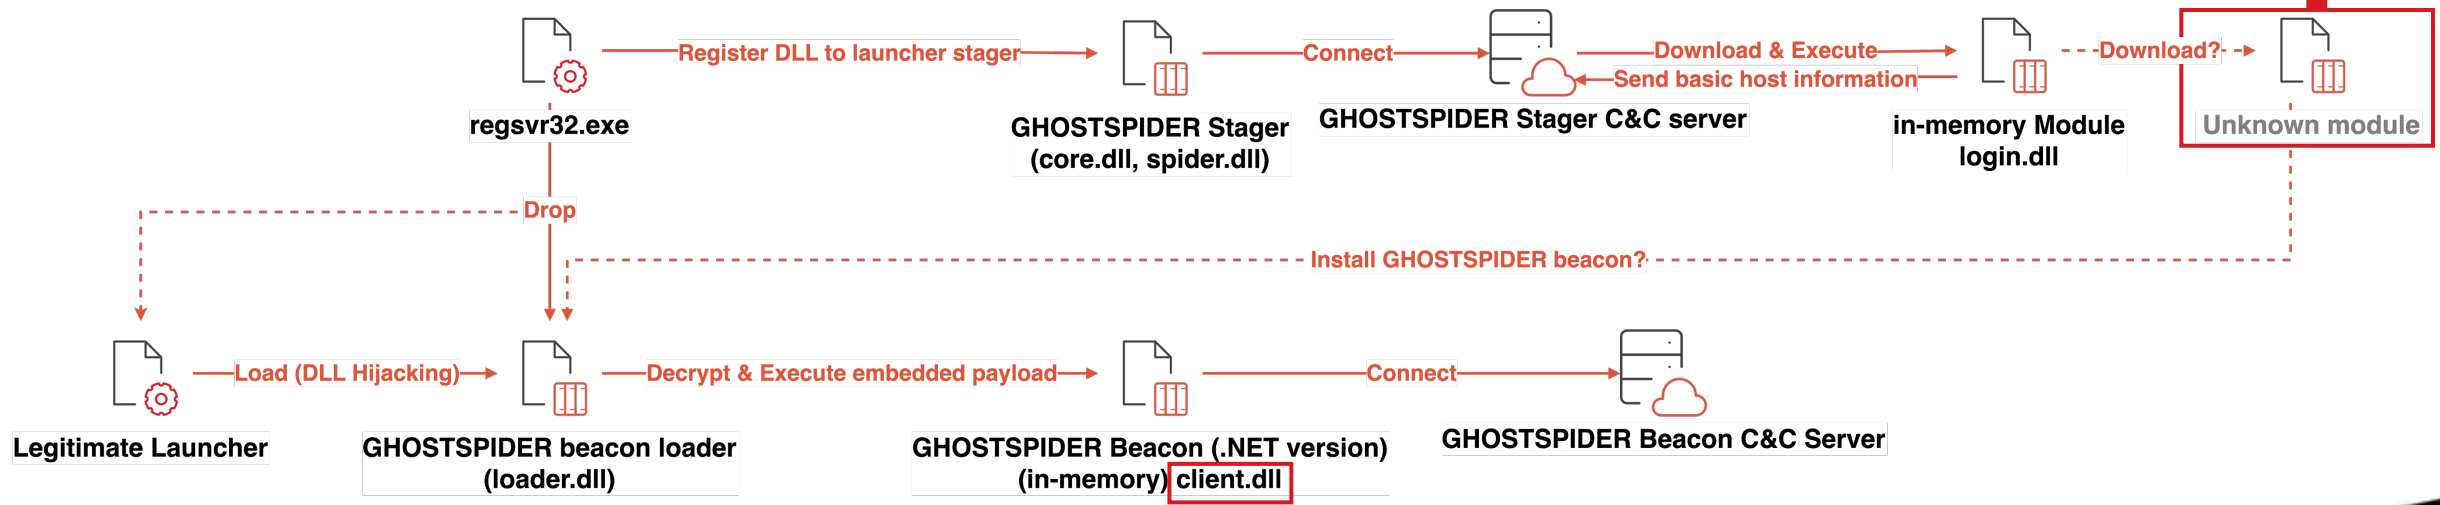 Register DLL to launcher stager
Connect
Download & Execute
Send basic host information
Download?
regsvr32.exe
GHOSTSPIDER Stager
(core.dll, spider.dll)
GHOSTSPIDER Stager C&C server
in-memory Module
login.dll
Unknown module
Drop
Install GHOSTSPIDER beacon?
Load (DLL Hijacking)
Decrypt & Execute embedded payload
Connect
Legitimate Launcher
GHOSTSPIDER beacon loader
(loader.dll)
GHOSTSPIDER Beacon (.NET version)
(in-memory) client.dll
GHOSTSPIDER Beacon C&C Server